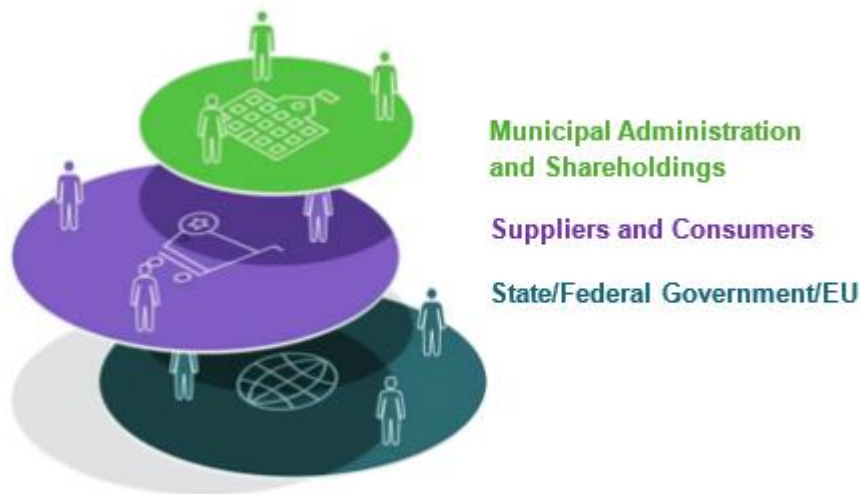 Municipal Administration
and Shareholdings
Suppliers and Consumers
State/Federal Government/EU